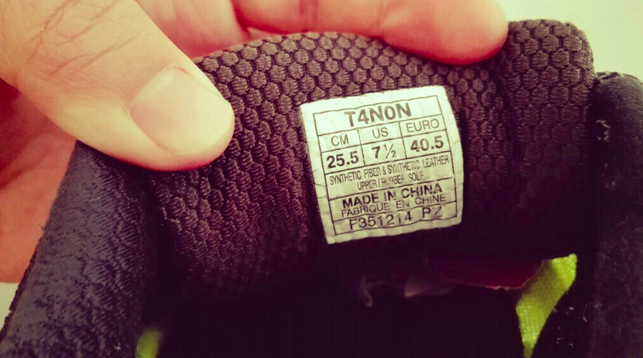 T4N0N
CM US EURO
25.5 7½ 40.5
SYNTHETIC FIBER & SYNTHETIC LEATHER
UPPER / RUBBER SOLE
MADE IN CHINA
FABRIQUE EN CHINE
F351214 PZ